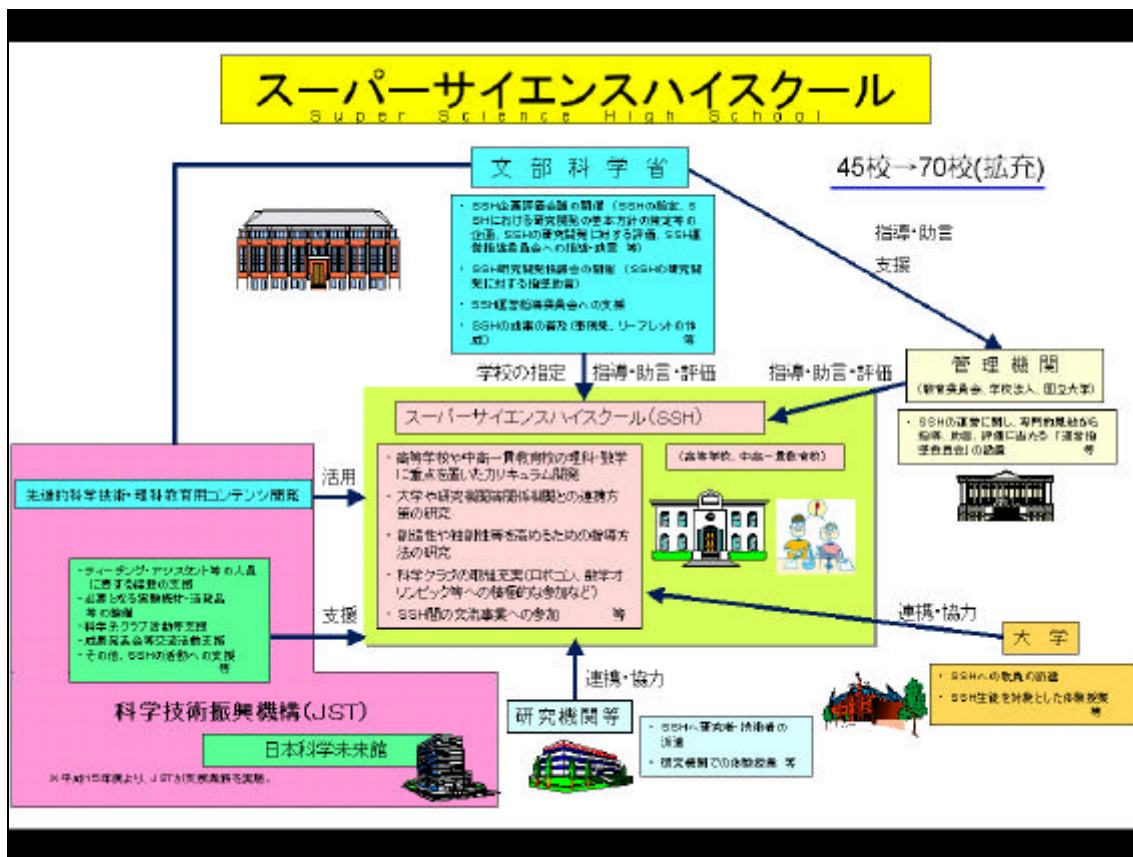 スーパーサイエンスハイスクール
Super Science High School
文部科学省
45校→70校(拡充)
・ SSH企画評価会議の開催（SSHの指定、S
SHにおける研究開発の基本方針の策定等の
企画、SSHの研究開発に対する評価、SSH運
営指導委員会への指導・助言 等）
・ SSH研究開発協議会の開催（SSHの研究開
発に対する指導助言）
・ SSH運営指導委員会への支援
・ SSHの成果の普及（事例集、リーフレットの作
成） 等
指導・助言
支援
学校の指定 指導・助言・評価
指導・助言・評価
管理機関
（教育委員会、学校法人、国立大学）
・ SSHの運営に関し、専門的見地から
指導、助言、評価に当たる「運営指
導委員会」の設置 等
スーパーサイエンスハイスクール（SSH）
（高等学校、中高一貫教育校）
・ 高等学校や中高一貫教育校の理科・数学
に重点を置いたカリキュラム開発
・ 大学や研究機関等関係機関との連携方
策の研究
・ 創造性や独創性等を高めるための指導方
法の研究
・ 科学クラブの取組充実（ロボコン、数学オ
リンピック等への積極的な参加など）
・ SSH間の交流事業への参加 等
活用
先進的科学技術・理科教育用コンテンツ開発
・ティーチング・アシスタント等の人員
に要する経費の支援
・必要となる実験機材・消耗品
等の整備
・科学系クラブ活動等支援
・成果発表会等交流活動支援
・その他、SSHの活動への支援
等
支援
科学技術振興機構（JST）
日本科学未来館
※平成15年度より、JSTが支援業務を実施。
連携・協力
研究機関等
・ SSHへ研究者・技術者の
派遣
・ 研究機関での体験授業 等
連携・協力
大学
・ SSHへの教員の派遣
・ SSH生徒を対象とした体験授業
等